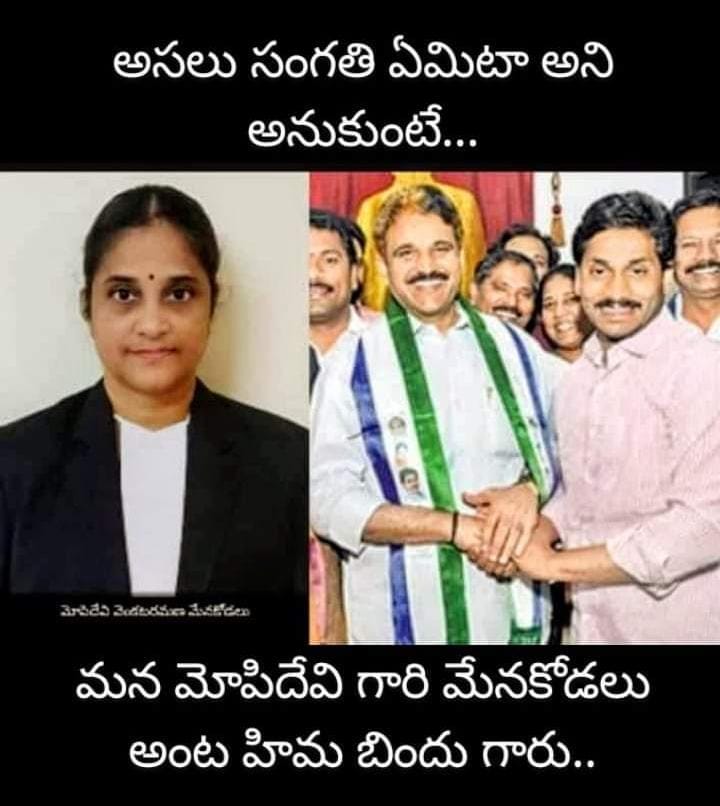 అసలు సంగతి ఏమిటా అని
అనుకుంటే...
మోపిదేవి వెంకటరమణ మేనకోడలు
మన మోపిదేవి గారి మేనకోడలు
అంట హిమ బిందు గారు..